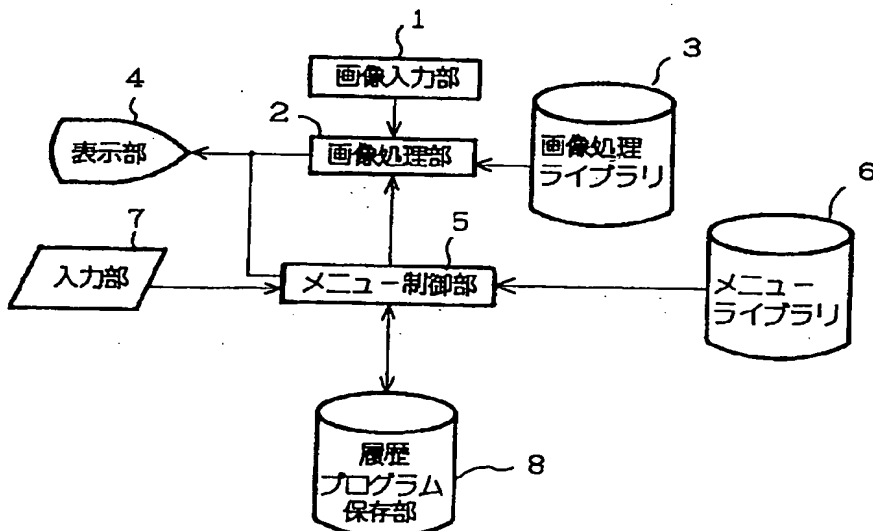 1
画像入力部
3
4
2
表示部
画像処理部
画像処理
ライブラリ
6
7
5
入力部
メニュー制御部
メニュー
ライブラリ
履歴
プログラム
保存部
8